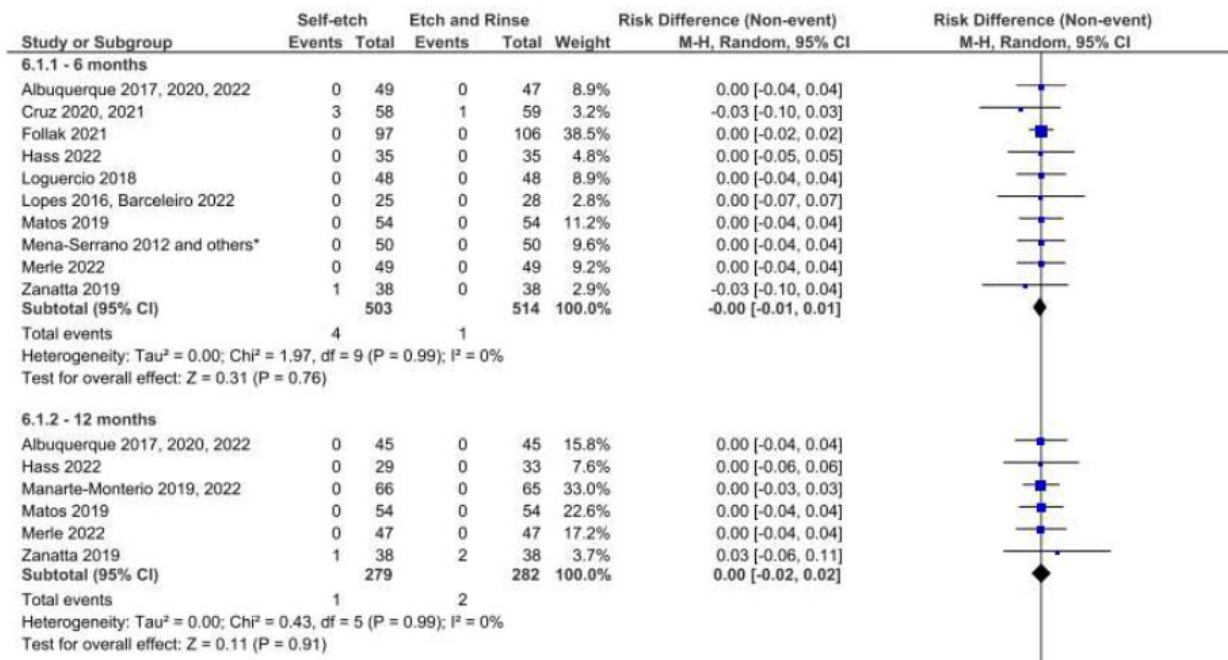 Self-etch Etch and Rinse Risk Difference (Non-event) Risk Difference (Non-event)
Study or Subgroup Events Total Events Total Weight M-H, Random, 95% CI M-H, Random, 95% CI
6.1.1 - 6 months
Albuquerque 2017, 2020, 2022 0 49 0 47 8.9% 0.00 [-0.04, 0.04]
Cruz 2020, 2021 3 58 1 59 3.2% -0.03 [-0.10, 0.03]
Follak 2021 0 97 0 106 38.5% 0.00 [-0.02, 0.02]
Hass 2022 0 35 0 35 4.8% 0.00 [-0.05, 0.05]
Loguercio 2018 0 48 0 48 8.9% 0.00 [-0.04, 0.04]
Lopes 2016, Barceleiro 2022 0 25 0 28 2.8% 0.00 [-0.07, 0.07]
Matos 2019 0 54 0 54 11.2% 0.00 [-0.04, 0.04]
Mena-Serrano 2012 and others* 0 50 0 50 9.6% 0.00 [-0.04, 0.04]
Merle 2022 0 49 0 49 9.2% 0.00 [-0.04, 0.04]
Zanatta 2019 1 38 0 38 2.9% -0.03 [-0.10, 0.04]
Subtotal (95% CI) 503 514 100.0% -0.00 [-0.01, 0.01]
Total events 4 1
Heterogeneity: Tau² = 0.00; Chi² = 1.97, df = 9 (P = 0.99); I² = 0%
Test for overall effect: Z = 0.31 (P = 0.76)
6.1.2 - 12 months
Albuquerque 2017, 2020, 2022 0 45 0 45 15.8% 0.00 [-0.04, 0.04]
Hass 2022 0 29 0 33 7.6% 0.00 [-0.06, 0.06]
Manarte-Monterio 2019, 2022 0 66 0 65 33.0% 0.00 [-0.03, 0.03]
Matos 2019 0 54 0 54 22.6% 0.00 [-0.04, 0.04]
Merle 2022 0 47 0 47 17.2% 0.00 [-0.04, 0.04]
Zanatta 2019 1 38 2 38 3.7% 0.03 [-0.06, 0.11]
Subtotal (95% CI) 279 282 100.0% 0.00 [-0.02, 0.02]
Total events 1 2
Heterogeneity: Tau² = 0.00; Chi² = 0.43, df = 5 (P = 0.99); I² = 0%
Test for overall effect: Z = 0.11 (P = 0.91)